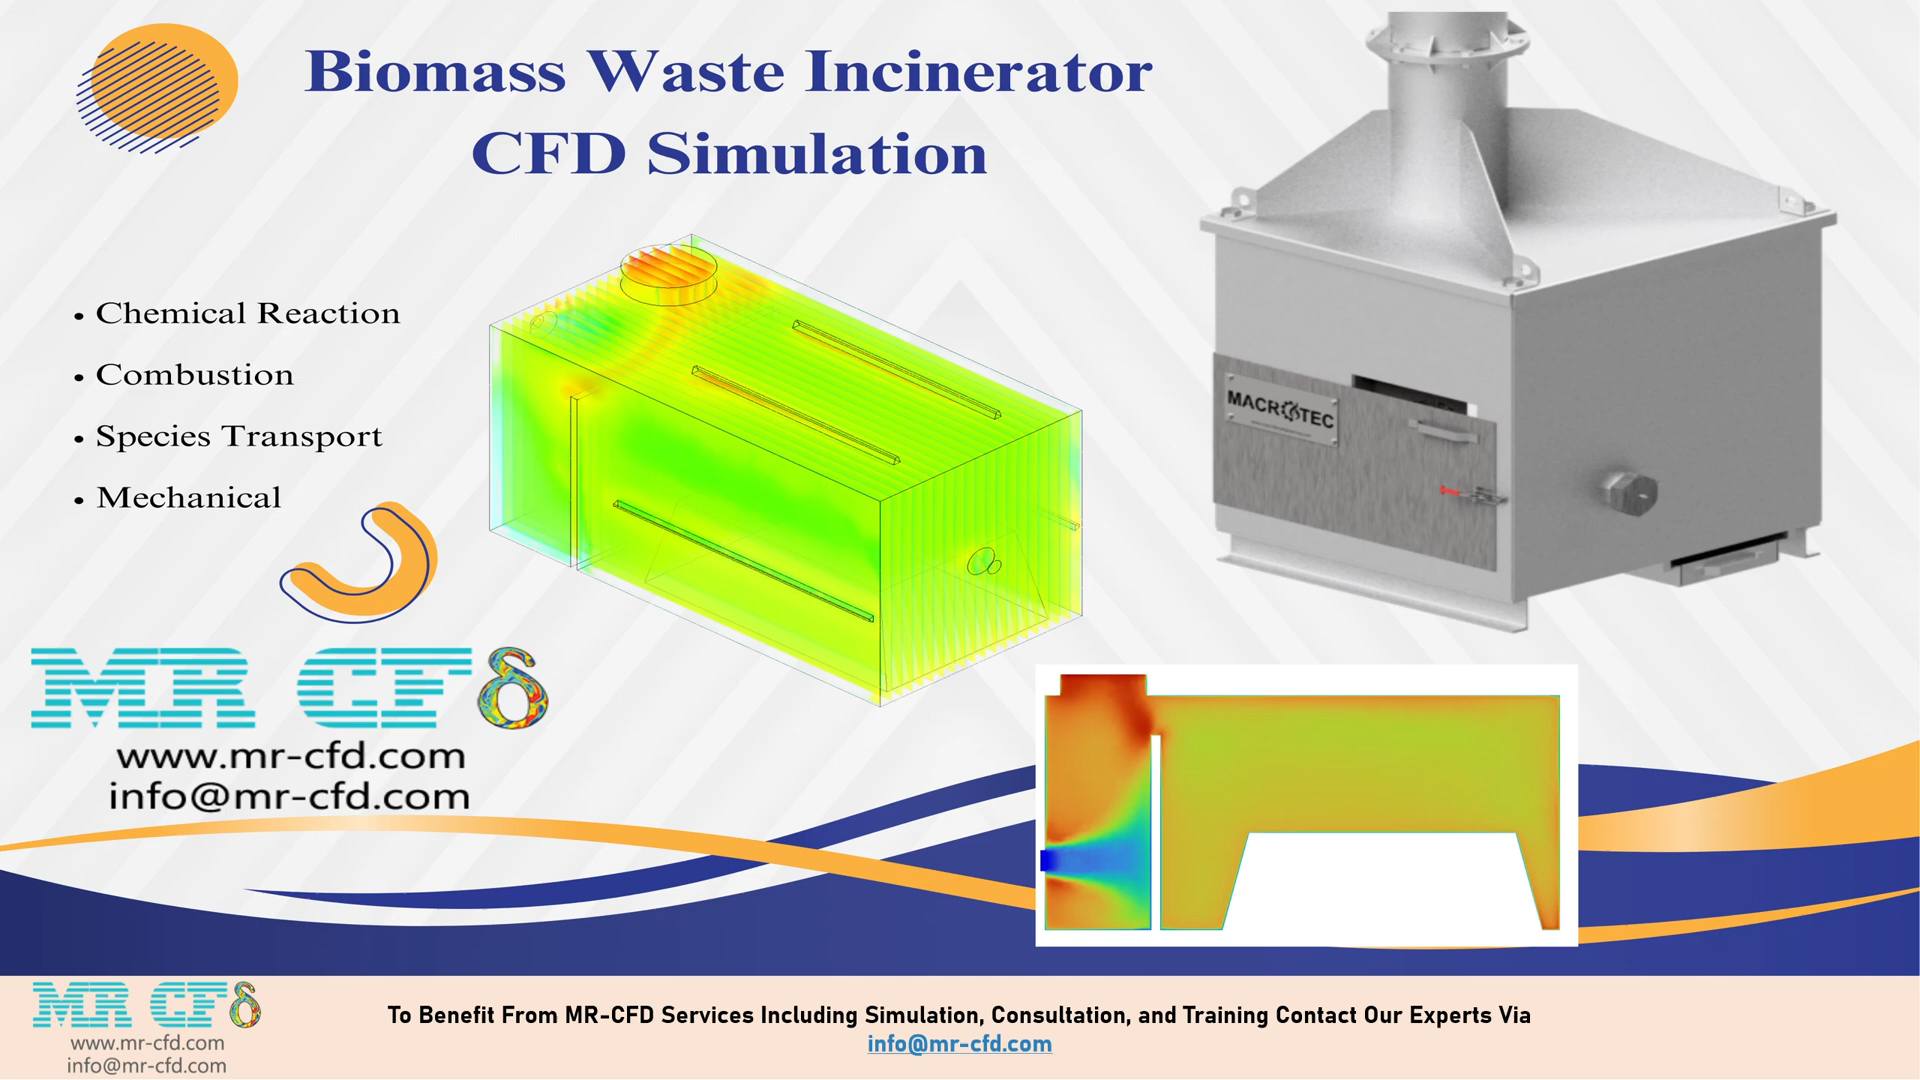 Biomass Waste Incinerator
CFD Simulation
• Chemical Reaction
• Combustion
• Species Transport
• Mechanical
MACROTEC
MR CFδ
www.mr-cfd.com
info@mr-cfd.com
MR CFδ
www.mr-cfd.com
info@mr-cfd.com
To Benefit From MR-CFD Services Including Simulation, Consultation, and Training Contact Our Experts Via
info@mr-cfd.com